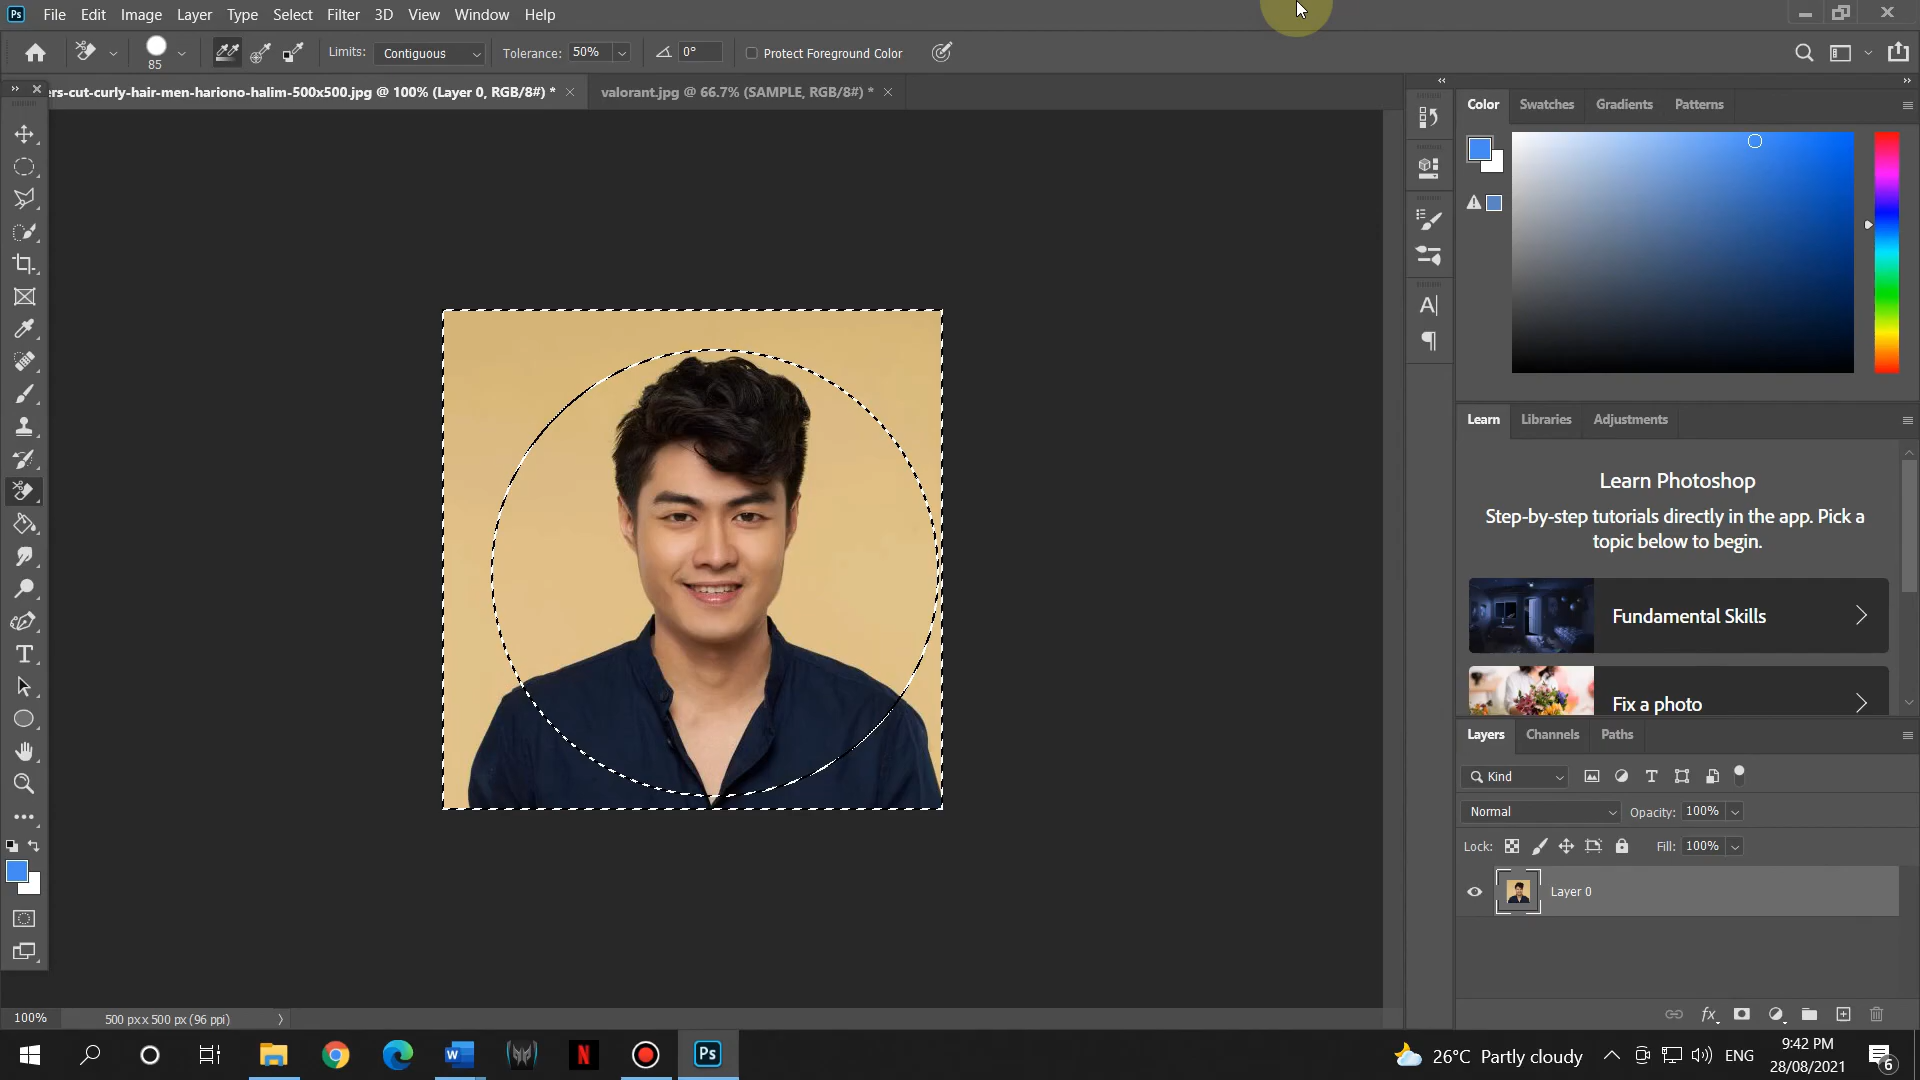 Ps File Edit Image Layer Type Select Filter 3D View Window Help
85 Limits: Contiguous Tolerance: 50% 0° Protect Foreground Color
ers-cut-curly-hair-men-hariono-halim-500x500.jpg @ 100% (Layer 0, RGB/8#) * valorant.jpg @ 66.7% (SAMPLE, RGB/8#) *
Color Swatches Gradients Patterns
Learn Libraries Adjustments
Learn Photoshop
Step-by-step tutorials directly in the app. Pick a
topic below to begin.
Fundamental Skills
Fix a photo
Layers Channels Paths
Kind
Normal Opacity: 100%
Lock: Fill: 100%
Layer 0
100% 500 px x 500 px (96 ppi)
26°C Partly cloudy ENG 9:42 PM
28/08/2021 6